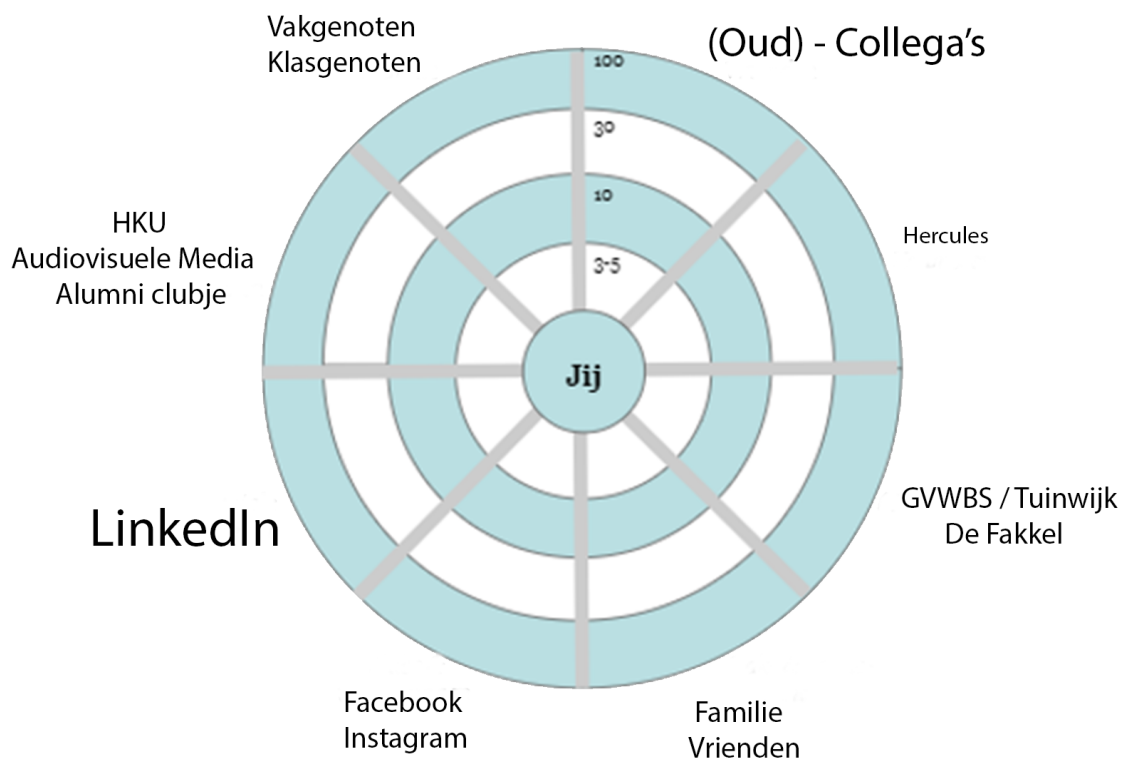 Vakgenoten
Klasgenoten
(Oud) - Collega's
100
30
10
3-5
HKU
Audiovisuele Media
Alumni clubje
Hercules
Jij
LinkedIn
GVWBS / Tuinwijk
De Fakkel
Facebook
Instagram
Familie
Vrienden